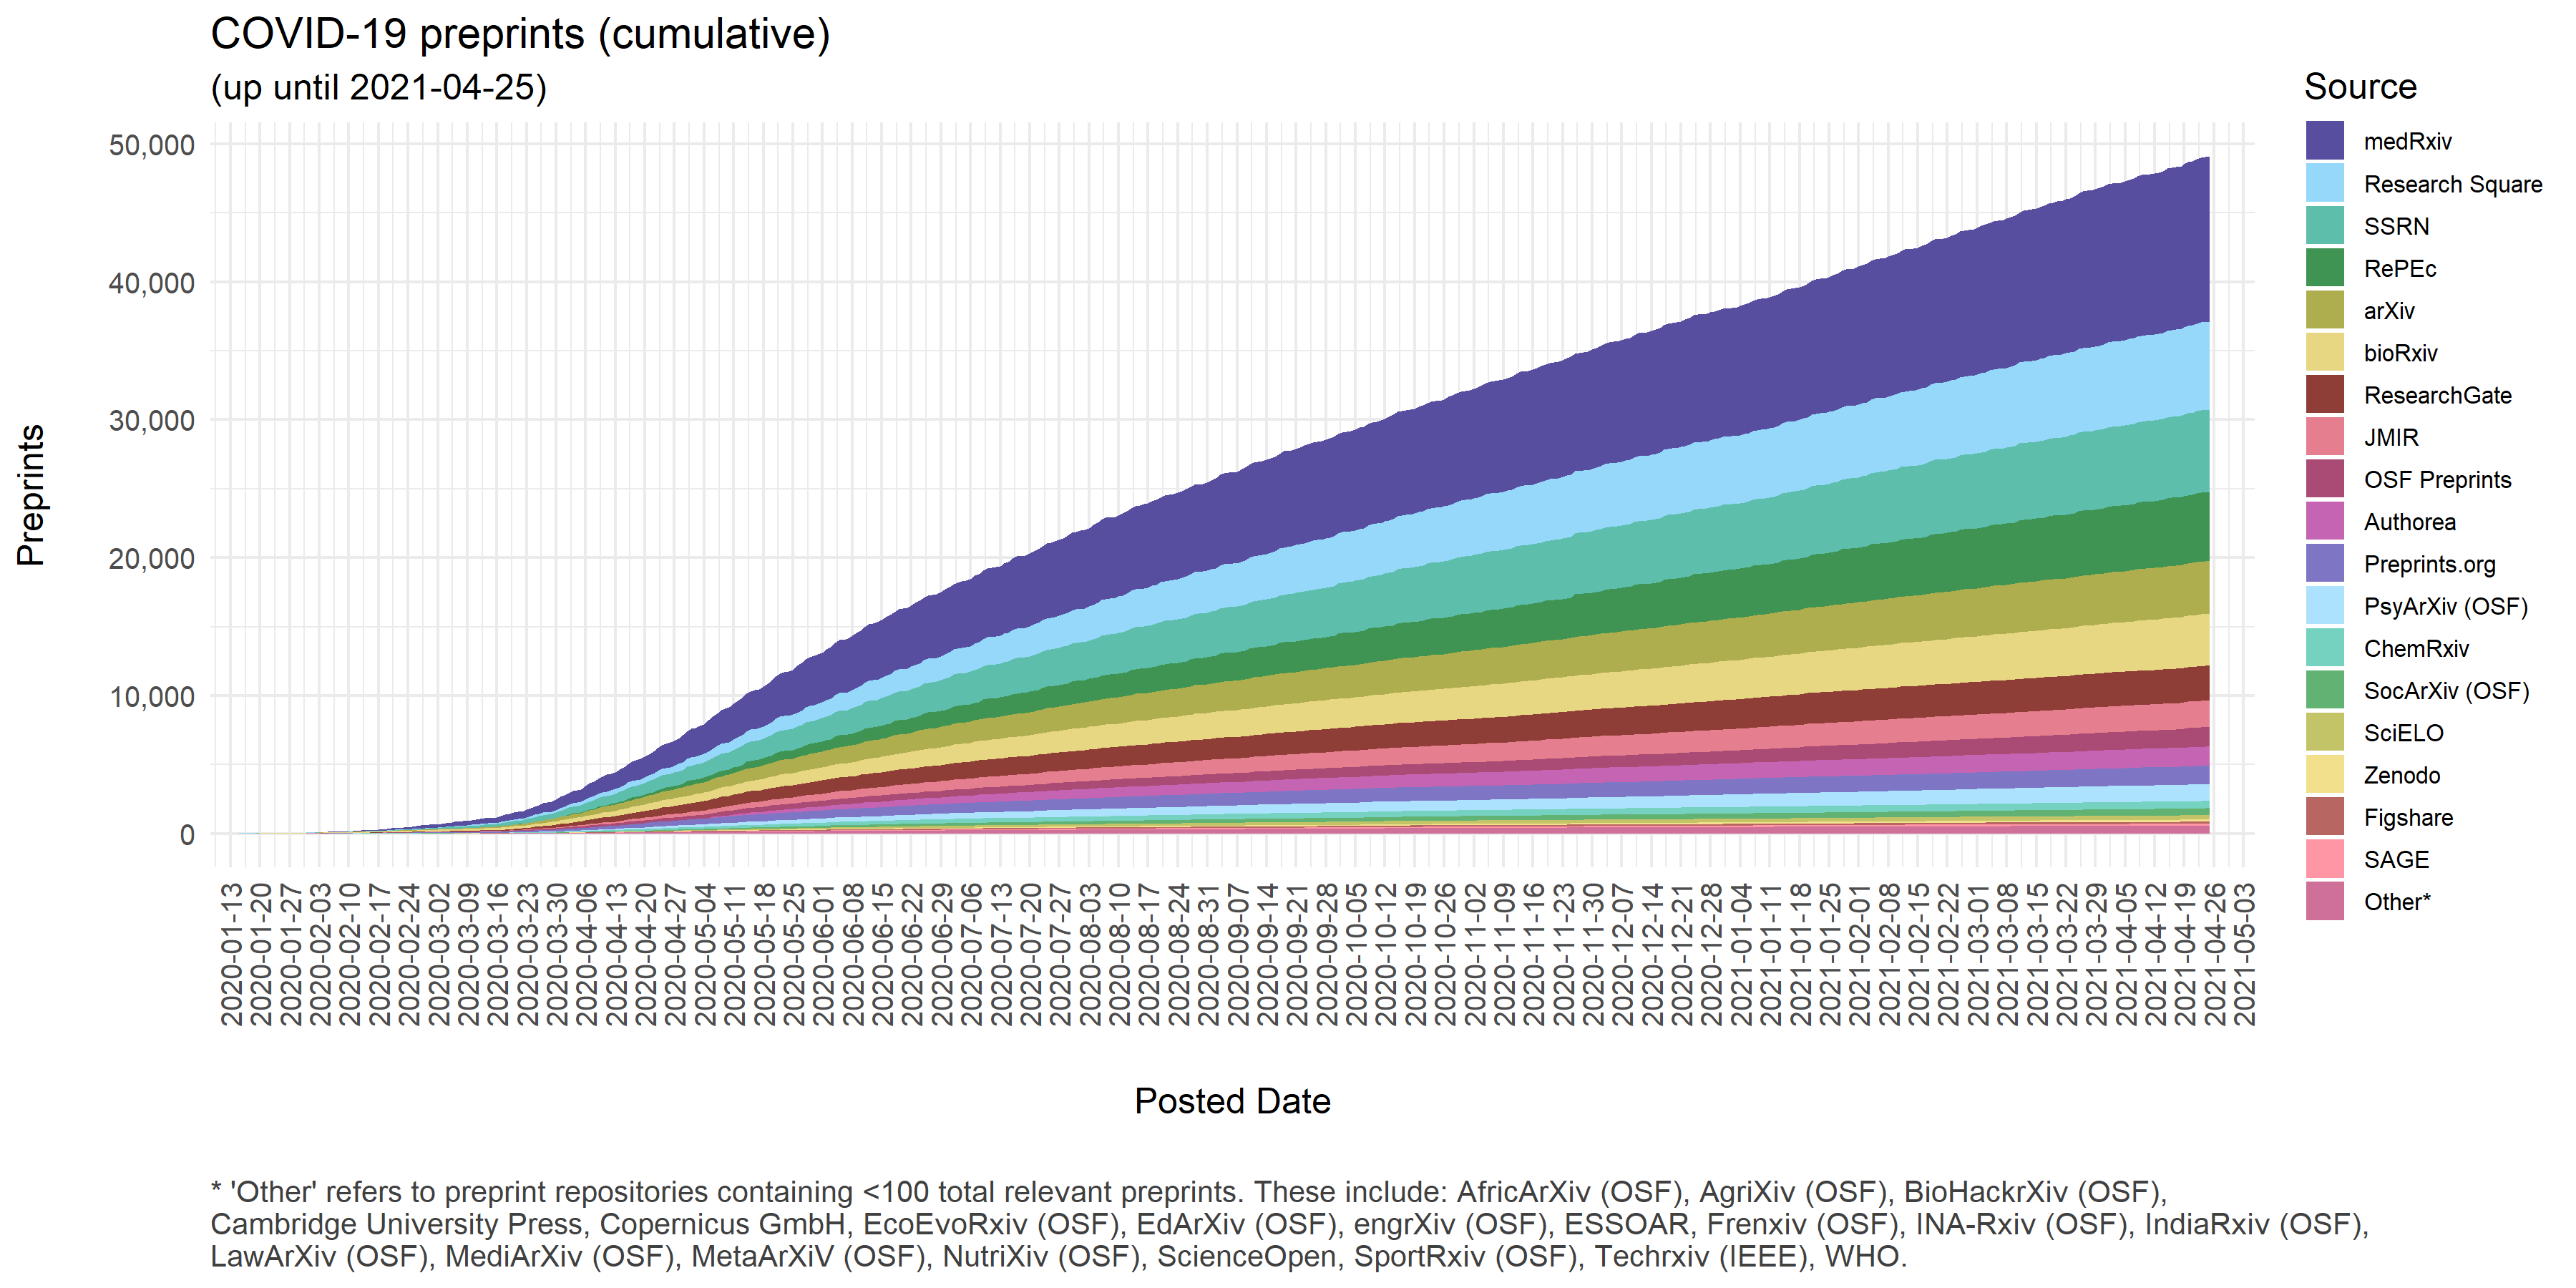 COVID-19 preprints (cumulative)
(up until 2021-04-25)
Preprints
50,000
40,000
30,000
20,000
10,000
0
2020-01-13
2020-01-20
2020-01-27
2020-02-03
2020-02-10
2020-02-17
2020-02-24
2020-03-02
2020-03-09
2020-03-16
2020-03-23
2020-03-30
2020-04-06
2020-04-13
2020-04-20
2020-04-27
2020-05-04
2020-05-11
2020-05-18
2020-05-25
2020-06-01
2020-06-08
2020-06-15
2020-06-22
2020-06-29
2020-07-06
2020-07-13
2020-07-20
2020-07-27
2020-08-03
2020-08-10
2020-08-17
2020-08-24
2020-08-31
2020-09-07
2020-09-14
2020-09-21
2020-09-28
2020-10-05
2020-10-12
2020-10-19
2020-10-26
2020-11-02
2020-11-09
2020-11-16
2020-11-23
2020-11-30
2020-12-07
2020-12-14
2020-12-21
2020-12-28
2021-01-04
2021-01-11
2021-01-18
2021-01-25
2021-02-01
2021-02-08
2021-02-15
2021-02-22
2021-03-01
2021-03-08
2021-03-15
2021-03-22
2021-03-29
2021-04-05
2021-04-12
2021-04-19
2021-04-26
2021-05-03
Posted Date
Source
medRxiv
Research Square
SSRN
RePEc
arXiv
bioRxiv
ResearchGate
JMIR
OSF Preprints
Authorea
Preprints.org
PsyArXiv (OSF)
ChemRxiv
SocArXiv (OSF)
SciELO
Zenodo
Figshare
SAGE
Other*
* 'Other' refers to preprint repositories containing <100 total relevant preprints. These include: AfricArXiv (OSF), AgriXiv (OSF), BioHackrXiv (OSF),
Cambridge University Press, Copernicus GmbH, EcoEvoRxiv (OSF), EdArXiv (OSF), engrXiv (OSF), ESSOAR, Frenxiv (OSF), INA-Rxiv (OSF), IndiaRxiv (OSF),
LawArXiv (OSF), MediArXiv (OSF), MetaArXiV (OSF), NutriXiv (OSF), ScienceOpen, SportRxiv (OSF), Techrxiv (IEEE), WHO.